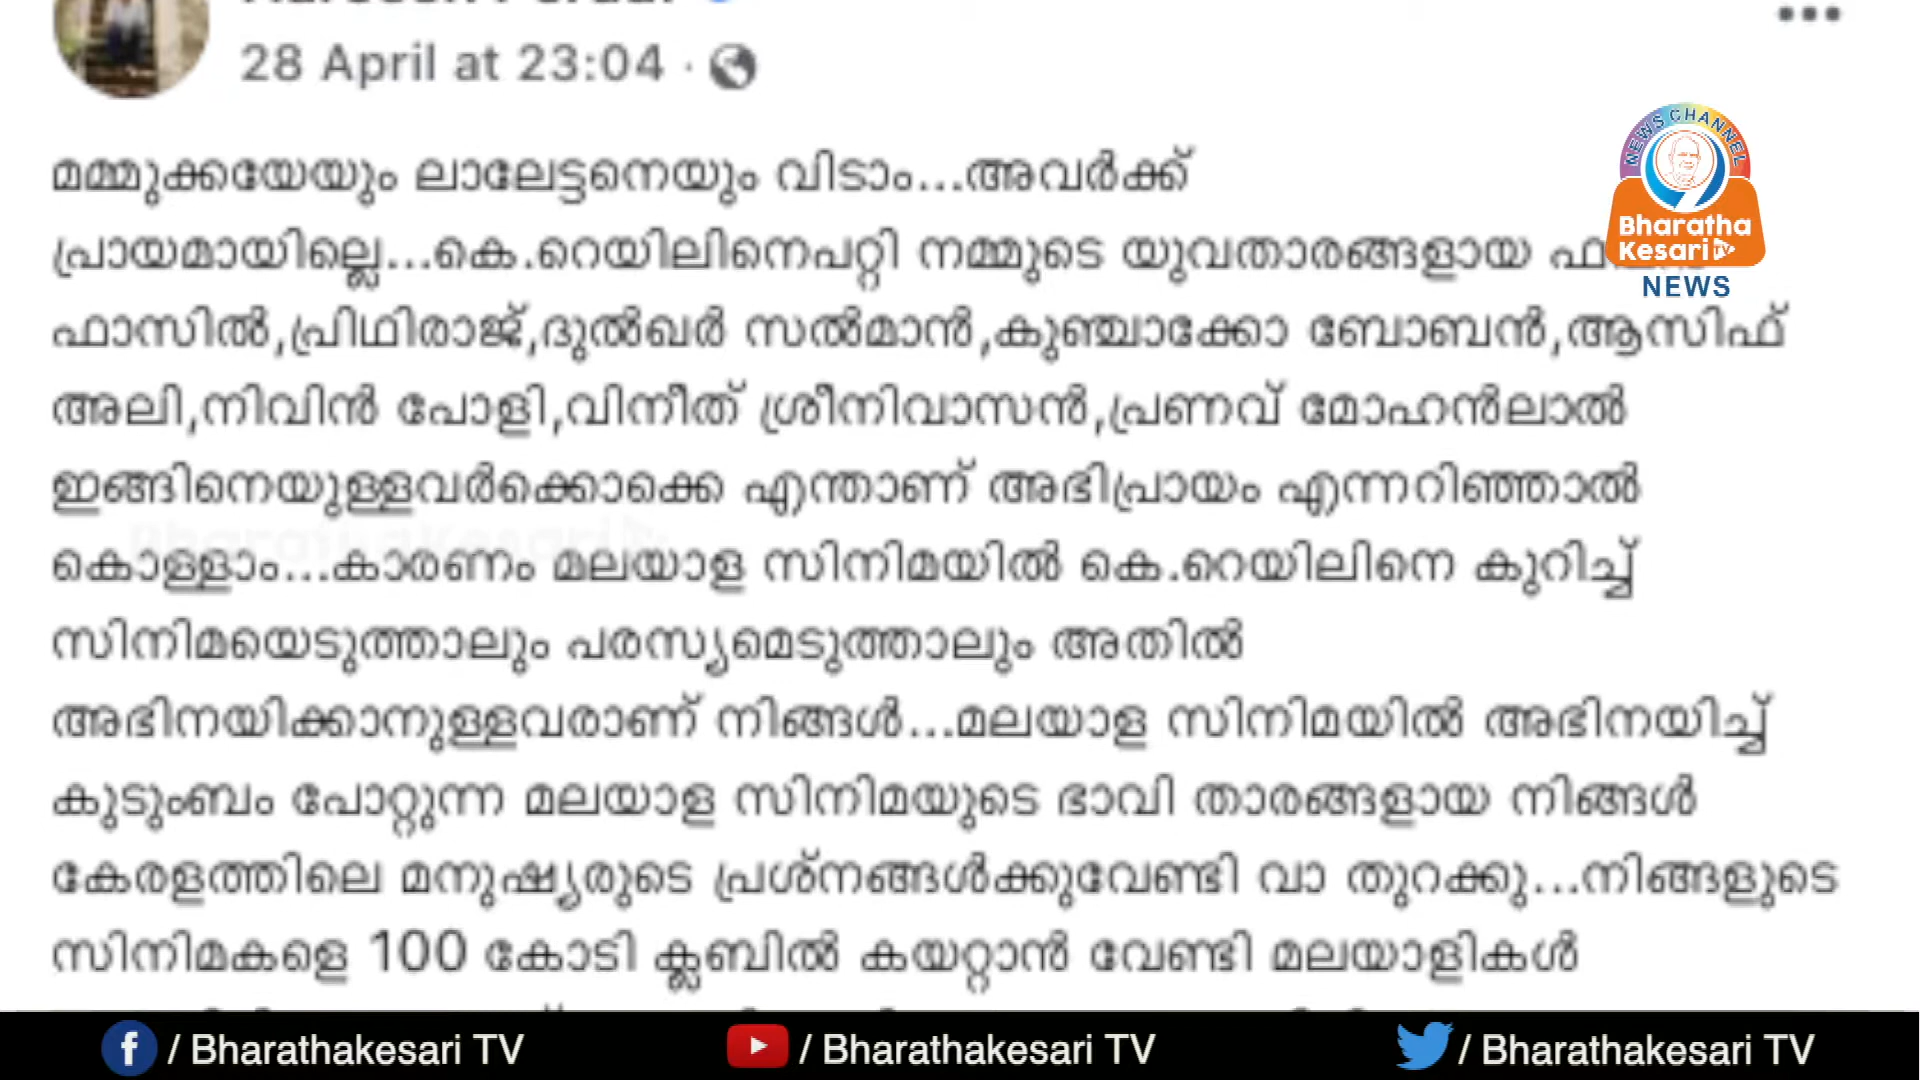 28 April at 23:04 ·
മമ്മുക്കയേയും ലാലേട്ടനെയും വിടാം...അവർക്ക്
പ്രായമായില്ലെ...കെ.റെയിലിനെപറ്റി നമ്മുടെ യുവതാരങ്ങളായ
ഫാസിൽ,പ്രിഥിരാജ്,ദുൽഖർ സൽമാൻ,കുഞ്ചാക്കോ ബോബൻ,ആസിഫ്
അലി,നിവിൻ പോളി,വിനീത് ശ്രീനിവാസൻ,പ്രണവ് മോഹൻലാൽ
ഇങ്ങിനെയുള്ളവർക്കൊക്കെ എന്താണ് അഭിപ്രായം എന്നറിഞ്ഞാൽ
കൊള്ളാം...കാരണം മലയാള സിനിമയിൽ കെ.റെയിലിനെ കുറിച്ച്
സിനിമയെടുത്താലും പരസ്യമെടുത്താലും അതിൽ
അഭിനയിക്കാനുള്ളവരാണ് നിങ്ങൾ...മലയാള സിനിമയിൽ അഭിനയിച്ച്
കുടുംബം പോറ്റുന്ന മലയാള സിനിമയുടെ ഭാവി താരങ്ങളായ നിങ്ങൾ
കേരളത്തിലെ മനുഷ്യരുടെ പ്രശ്നങ്ങൾക്കുവേണ്ടി വാ തുറക്കു...നിങ്ങളുടെ
സിനിമകളെ 100 കോടി ക്ലബിൽ കയറ്റാൻ വേണ്ടി മലയാളികൾ
NEWS CHANNEL
Bharatha
Kesari TV
NEWS
BharathaKesari Tv
/ Bharathakesari TV
/ Bharathakesari TV
/ Bharathakesari TV